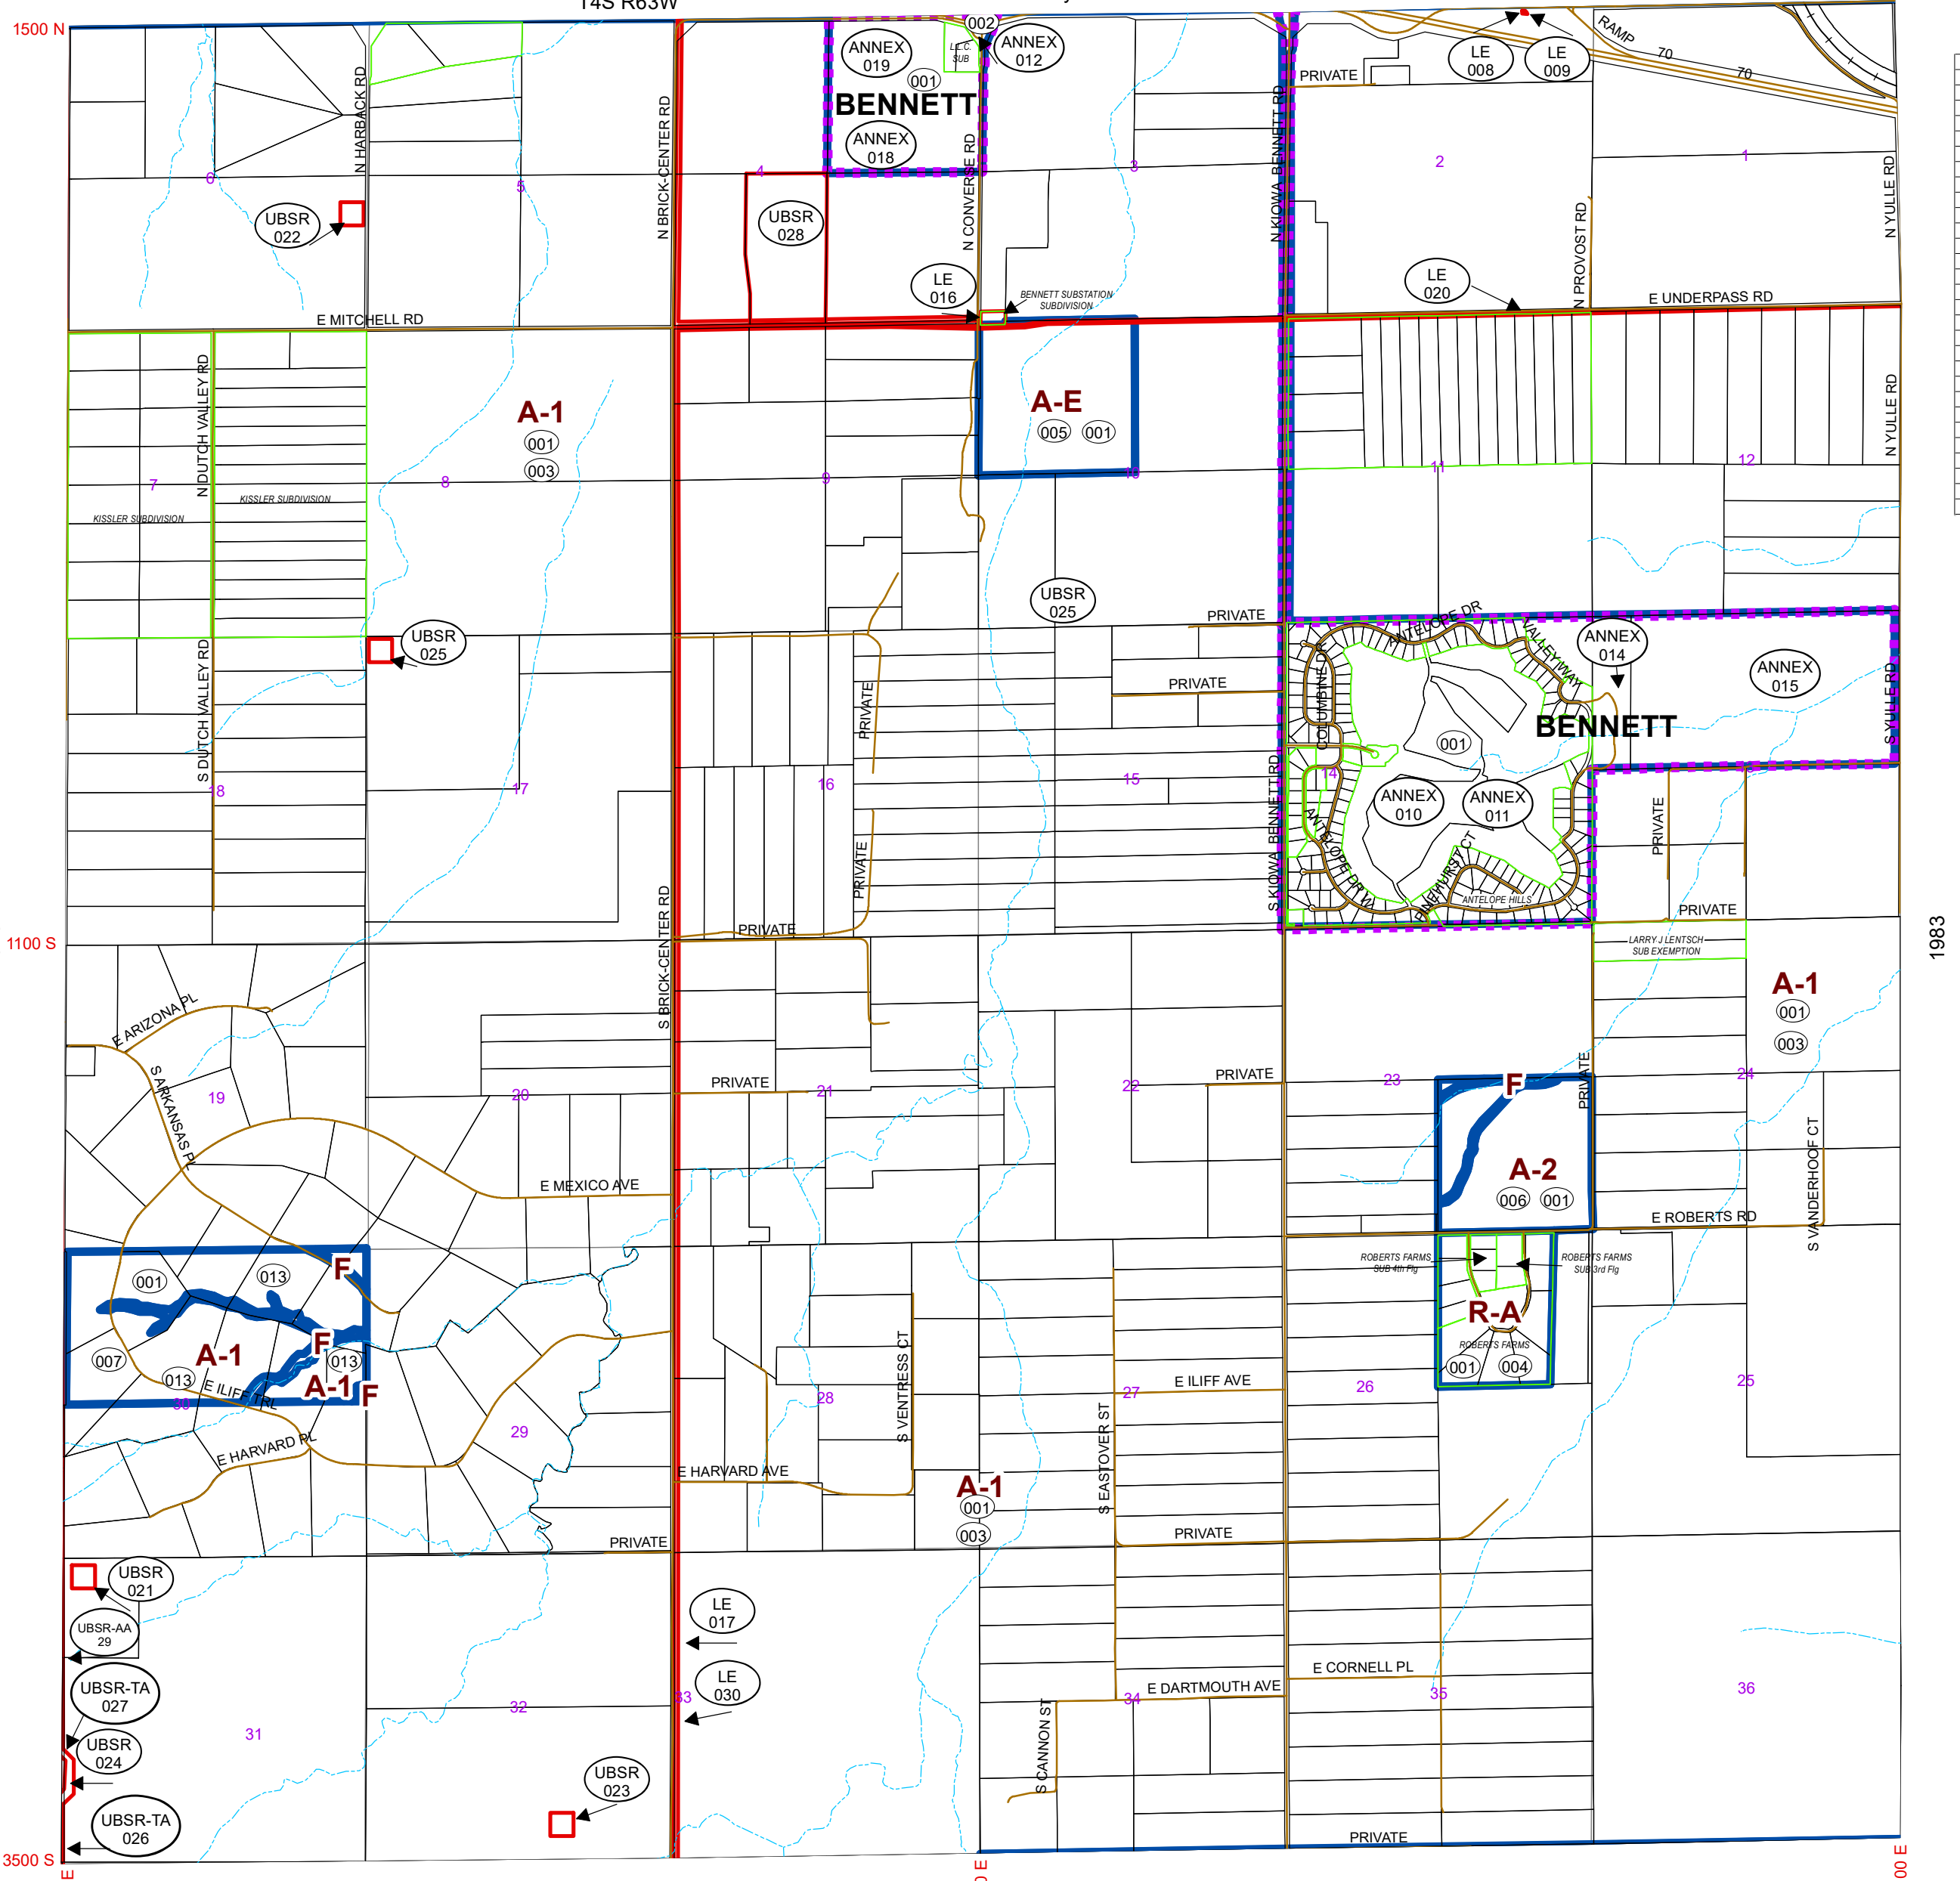 T4S R63W
1500 N
002
ANNEX
019
001
L.C.
SUB
ANNEX
012
BENNETT
ANNEX
018
LE
008
LE
009
RAMP
70
70
PRIVATE
N HARBACK RD
N BRICK-CENTER RD
N CONVERSE RD
N KIOWA BENNETT RD
N PROVOST RD
N YULLE RD
6
5
4
3
2
1
UBSR
022
UBSR
028
LE
016
BENNETT SUBSTATION
SUBDIVISION
LE
020
E MITCHELL RD
E UNDERPASS RD
N DUTCH VALLEY RD
N YULLE RD
A-1
001
003
A-E
005
001
7
8
9
10
11
12
KISSLER SUBDIVISION
KISSLER SUBDIVISION
UBSR
025
UBSR
025
PRIVATE
PRIVATE
ANTELOPE DR
VALLEY WAY
COLUMBINE DR
ANNEX
014
ANNEX
015
S DUTCH VALLEY RD
PRIVATE
S YULLE RD
BENNETT
001
18
17
16
15
14
ANNEX
010
ANNEX
011
S KIOWA BENNETT RD
ANTELOPE DR W
PINEHURST CT
ANTELOPE HILLS
PRIVATE
PRIVATE
PRIVATE
PRIVATE
1100 S
1983
S BRICK-CENTER RD
LARRY J LENTSCH
SUB EXEMPTION
A-1
001
003
E ARIZONA PL
S ARKANSAS PL
19
20
21
22
23
24
PRIVATE
PRIVATE
PRIVATE
F
A-2
006
001
S VANDERHOOF CT
E MEXICO AVE
E ROBERTS RD
ROBERTS FARMS
SUB 4th Flg
ROBERTS FARMS
SUB 3rd Flg
R-A
ROBERTS FARMS
001
004
001
013
F
007
A-1
F
013
013
A-1
F
E ILIFF TRL
30
29
28
27
26
25
E HARVARD PL
S VENTRESS CT
E ILIFF AVE
S EASTOVER ST
E HARVARD AVE
A-1
001
003
PRIVATE
PRIVATE
UBSR
021
UBSR-AA
29
UBSR-TA
027
UBSR
024
UBSR-TA
026
LE
017
LE
030
31
32
33
34
35
36
E CORNELL PL
E DARTMOUTH AVE
S CANNON ST
UBSR
023
PRIVATE
3500 S
E
E
00 E